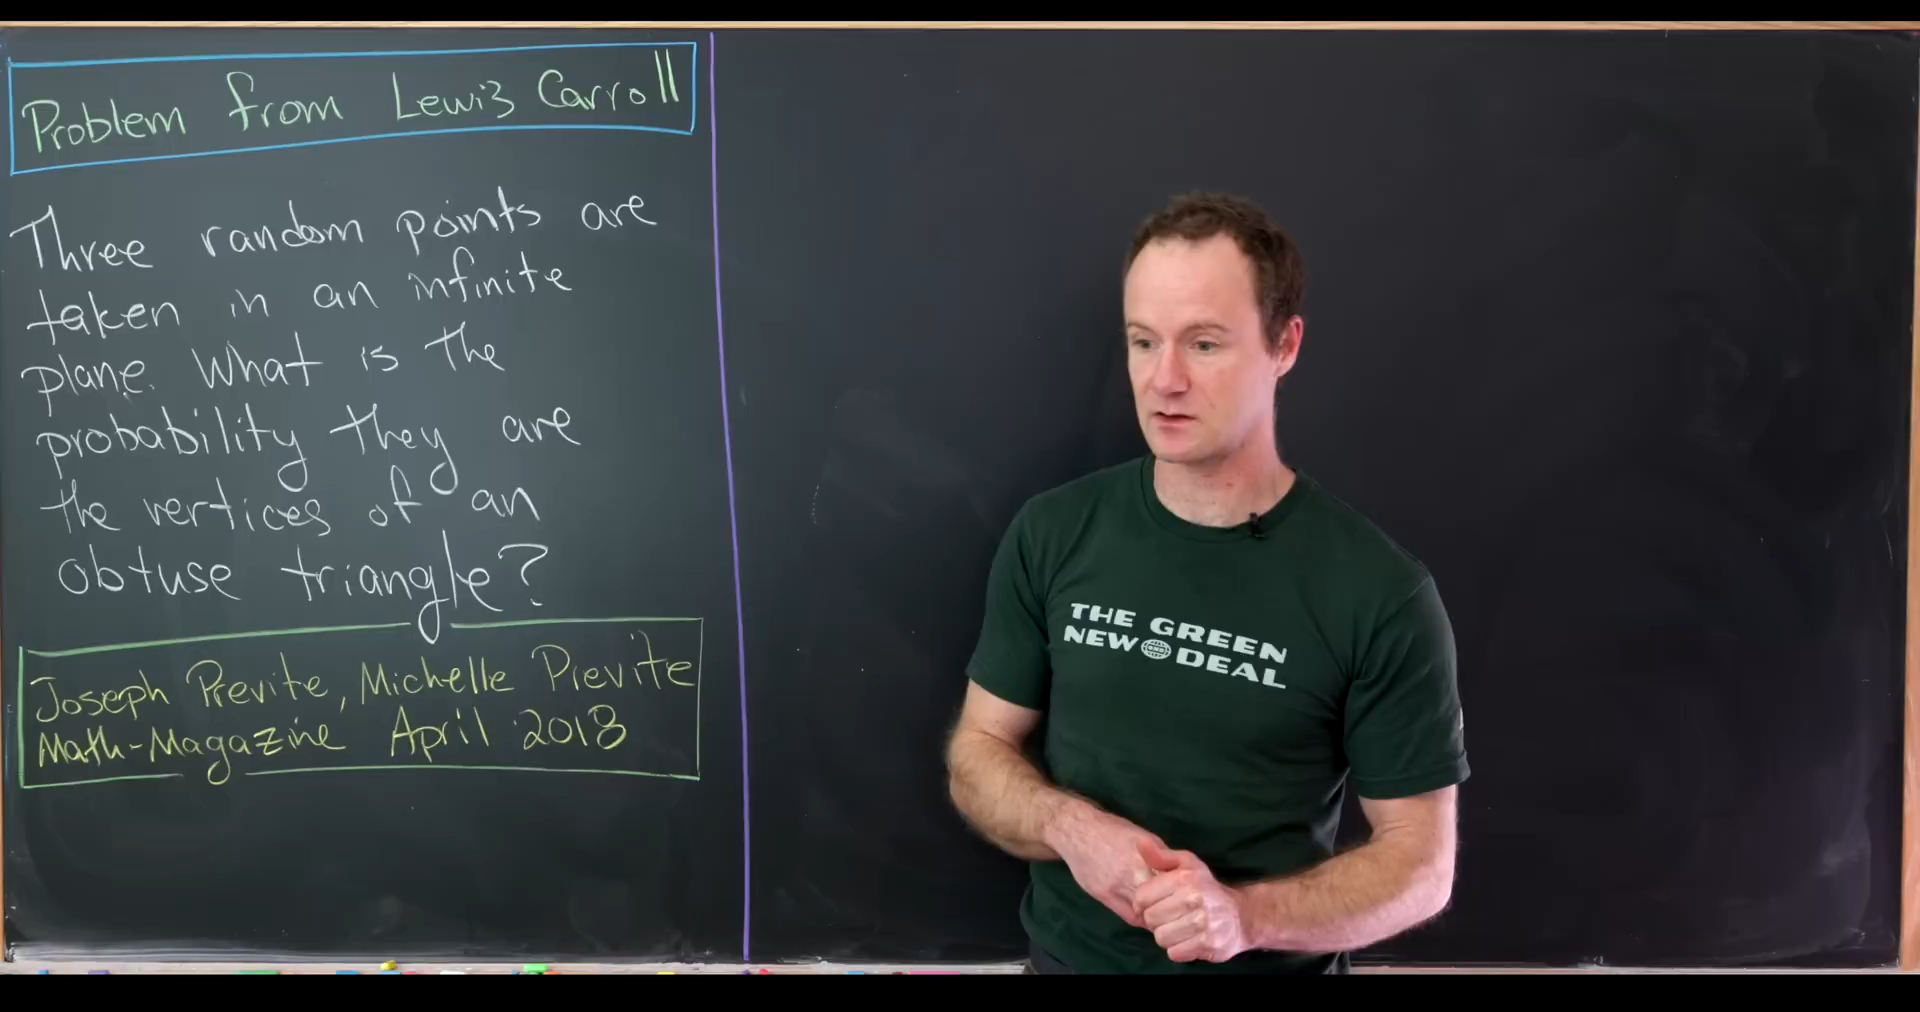 Problem from Lewis Carroll
Three random points are
taken in an infinite
plane. What is the
probability they are
the vertices of an
obtuse triangle?
Joseph Previte, Michelle Previte
Math-Magazine April 2018
THE GREEN
NEW GND DEAL